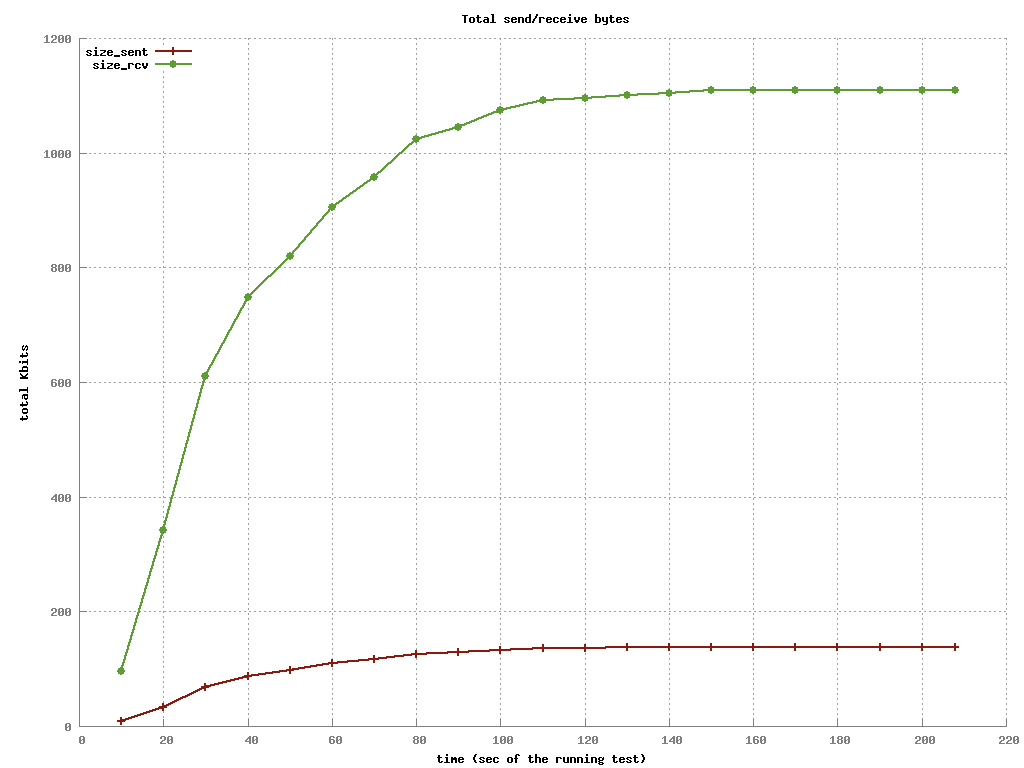 Total send/receive bytes
1200
size_sent
size_rcv
1000
800
total Kbits
600
400
200
0
0 20 40 60 80 100 120 140 160 180 200 220
time (sec of the running test)